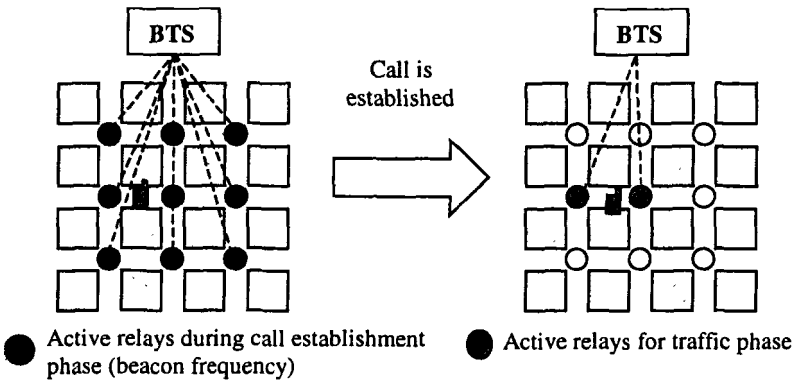 BTS
BTS
Call is
established
Active relays during call establishment
phase (beacon frequency)
Active relays for traffic phase